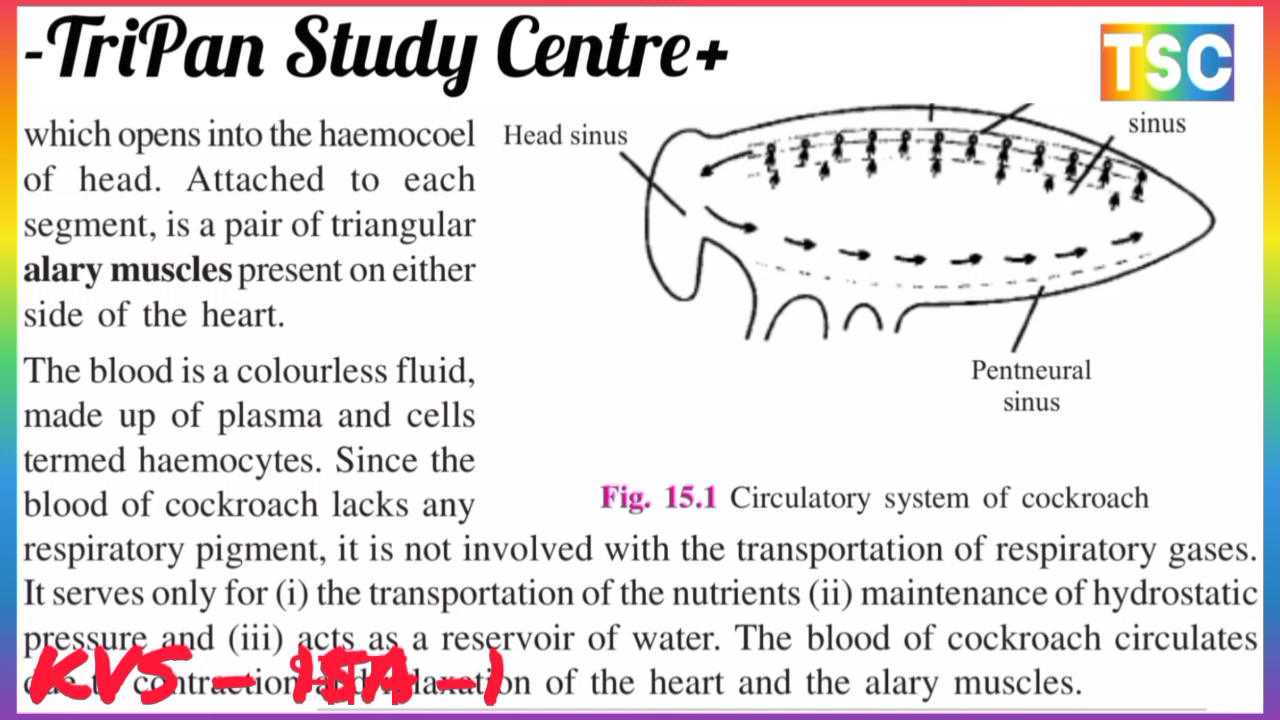 -TriPan Study Centre+
TSC
which opens into the haemocoel
of head. Attached to each
segment, is a pair of triangular
alary muscles present on either
side of the heart.
The blood is a colourless fluid,
made up of plasma and cells
termed haemocytes. Since the
blood of cockroach lacks any
Head sinus
sinus
Pentneural
sinus
Fig. 15.1 Circulatory system of cockroach
respiratory pigment, it is not involved with the transportation of respiratory gases.
It serves only for (i) the transportation of the nutrients (ii) maintenance of hydrostatic
pressure and (iii) acts as a reservoir of water. The blood of cockroach circulates
contraction of the heart and the alary muscles.
KVS -